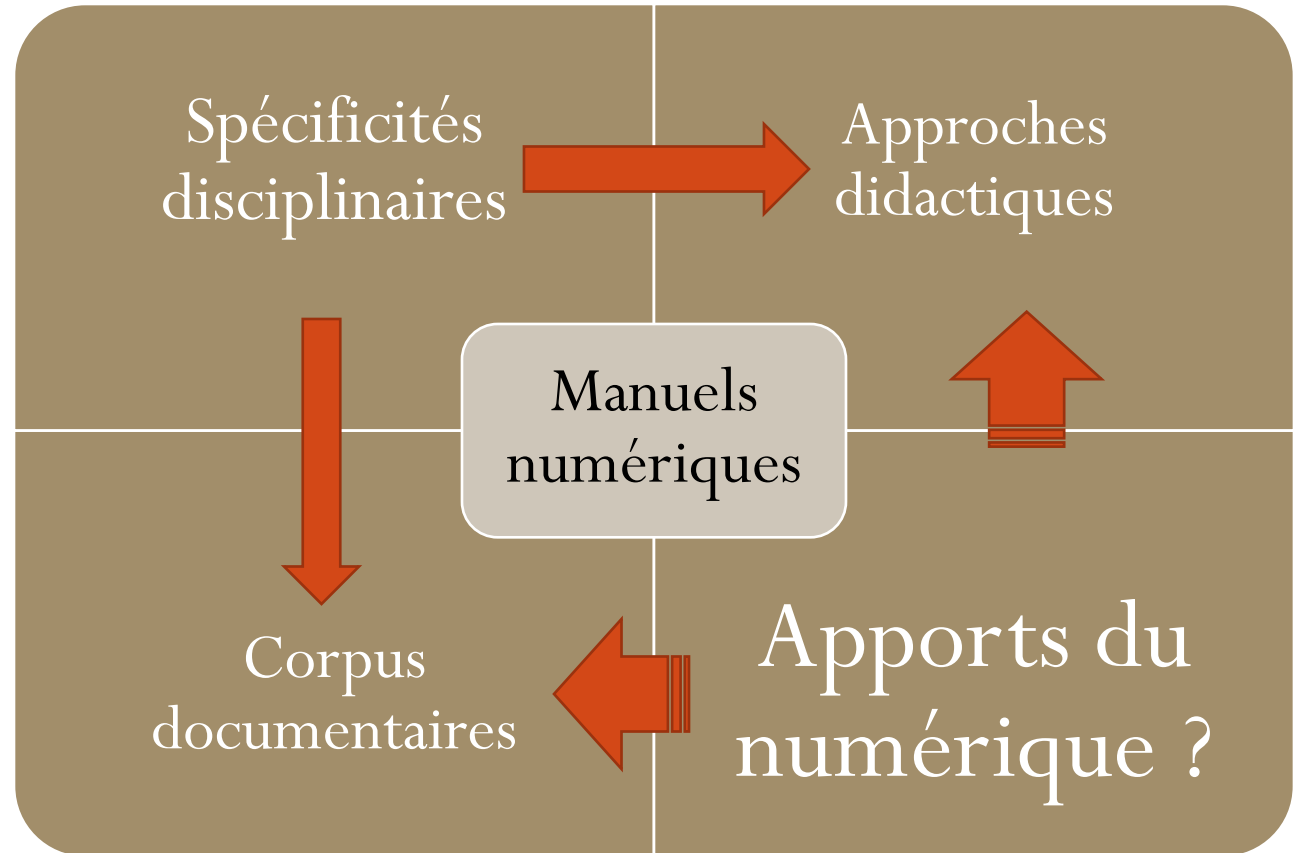 Spécificités
disciplinaires
Approches
didactiques
Manuels
numériques
Corpus
documentaires
Apports du
numérique ?